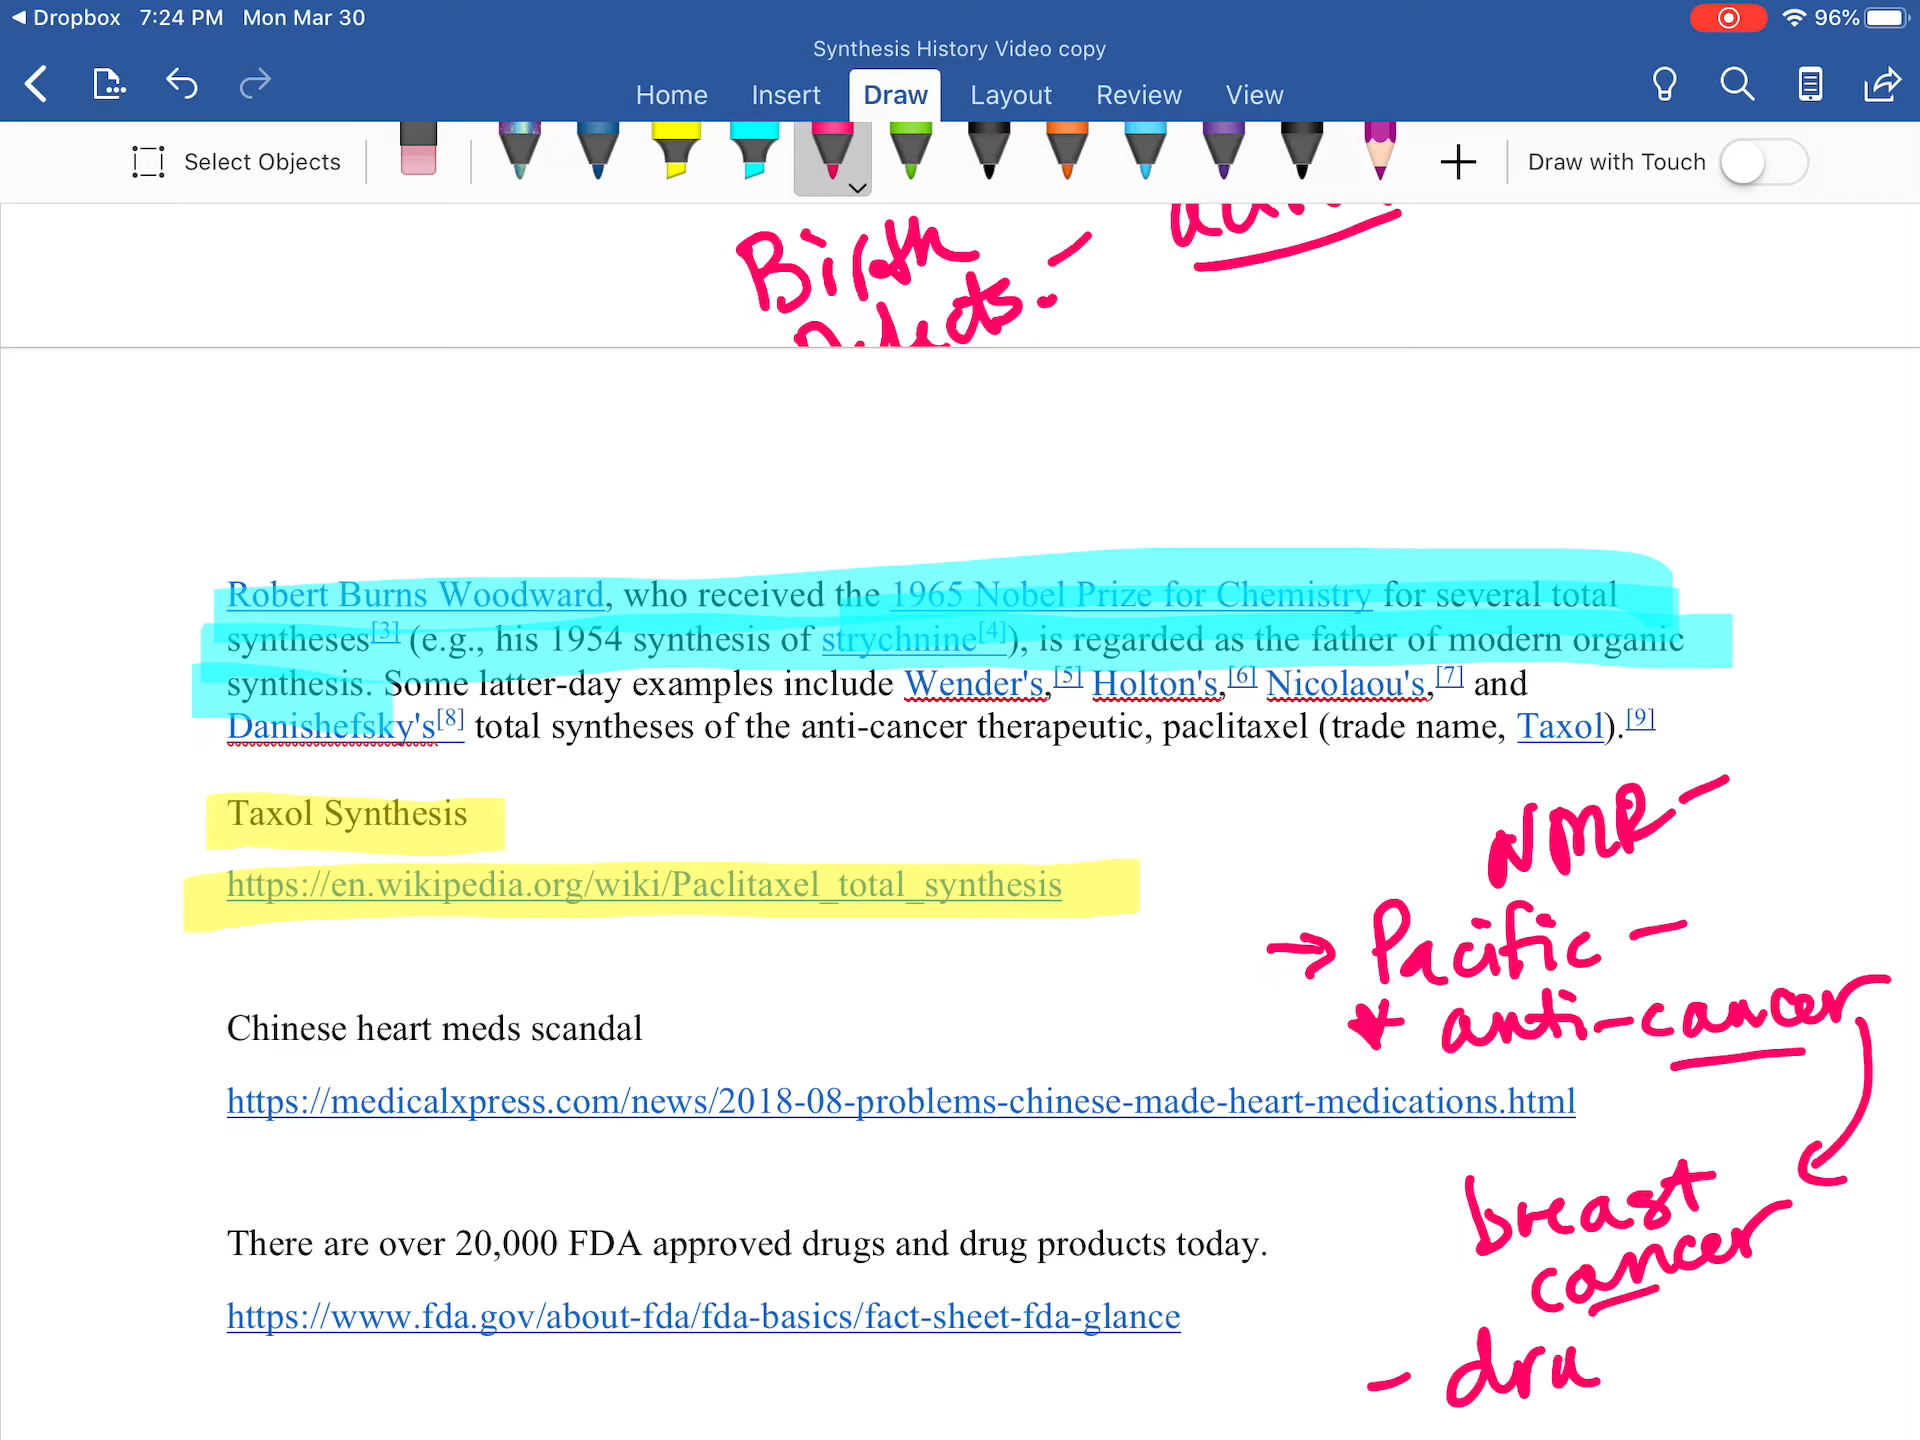 Dropbox 7:24 PM Mon Mar 30 96%
Synthesis History Video copy
Home Insert Draw Layout Review View
Select Objects Draw with Touch
Birth
Robert Burns Woodward, who received the 1965 Nobel Prize for Chemistry for several total
syntheses[3] (e.g., his 1954 synthesis of strychnine[4]), is regarded as the father of modern organic
synthesis. Some latter-day examples include Wender's,[5] Holton's,[6] Nicolaou's,[7] and
Danishefsky's[8] total syntheses of the anti-cancer therapeutic, paclitaxel (trade name, Taxol).[9]
Taxol Synthesis
NMR -
https://en.wikipedia.org/wiki/Paclitaxel_total_synthesis
→ Pacific -
* anti-cancer
Chinese heart meds scandal
https://medicalxpress.com/news/2018-08-problems-chinese-made-heart-medications.html
breast
cancer
There are over 20,000 FDA approved drugs and drug products today.
https://www.fda.gov/about-fda/fda-basics/fact-sheet-fda-glance
- dru